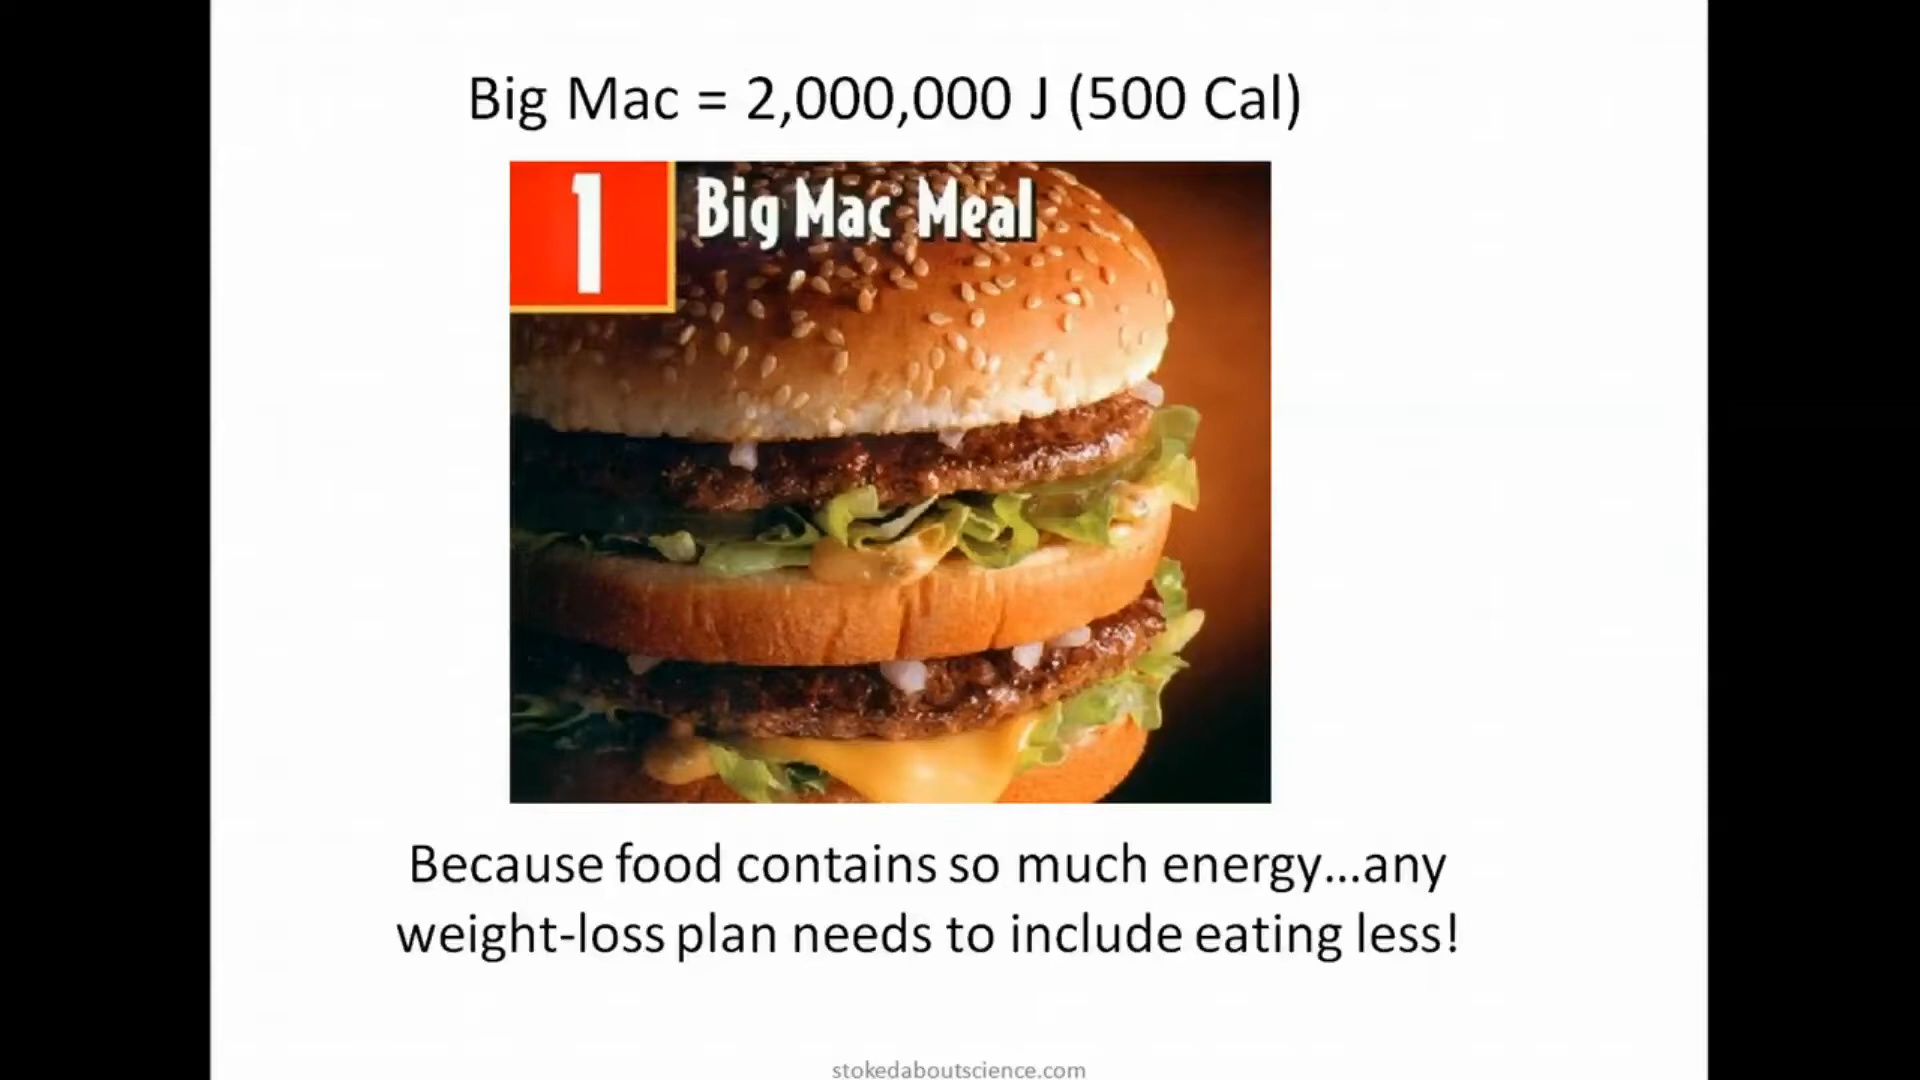 Big Mac = 2,000,000 J (500 Cal)
1
Big Mac Meal
Because food contains so much energy...any
weight-loss plan needs to include eating less!
stokedaboutscience.com